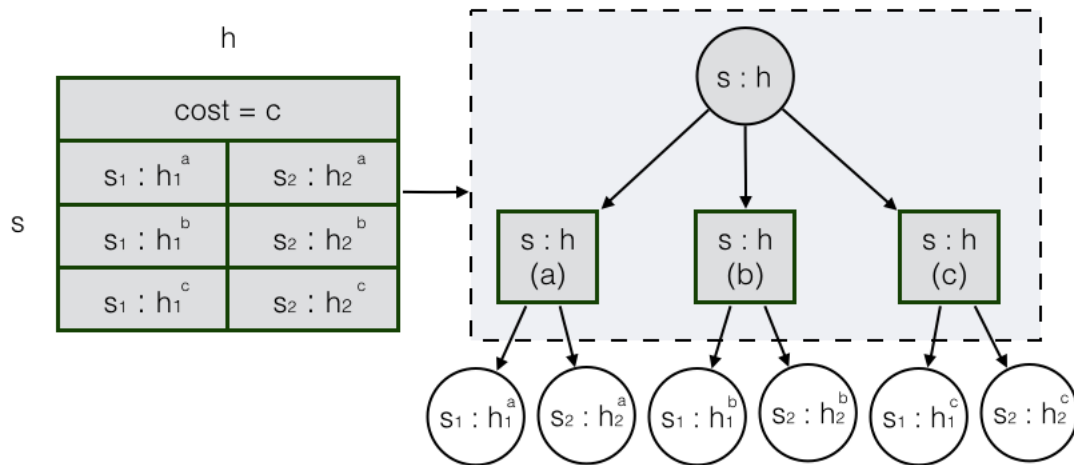 h
s
cost = c
s₁ : h₁ᵃ s₂ : h₂ᵃ
s₁ : h₁ᵇ s₂ : h₂ᵇ
s₁ : h₁ᶜ s₂ : h₂ᶜ
s : h
s : h
(a)
s : h
(b)
s : h
(c)
s₁ : h₁ᵃ
s₂ : h₂ᵃ
s₁ : h₁ᵇ
s₂ : h₂ᵇ
s₁ : h₁ᶜ
s₂ : h₂ᶜ